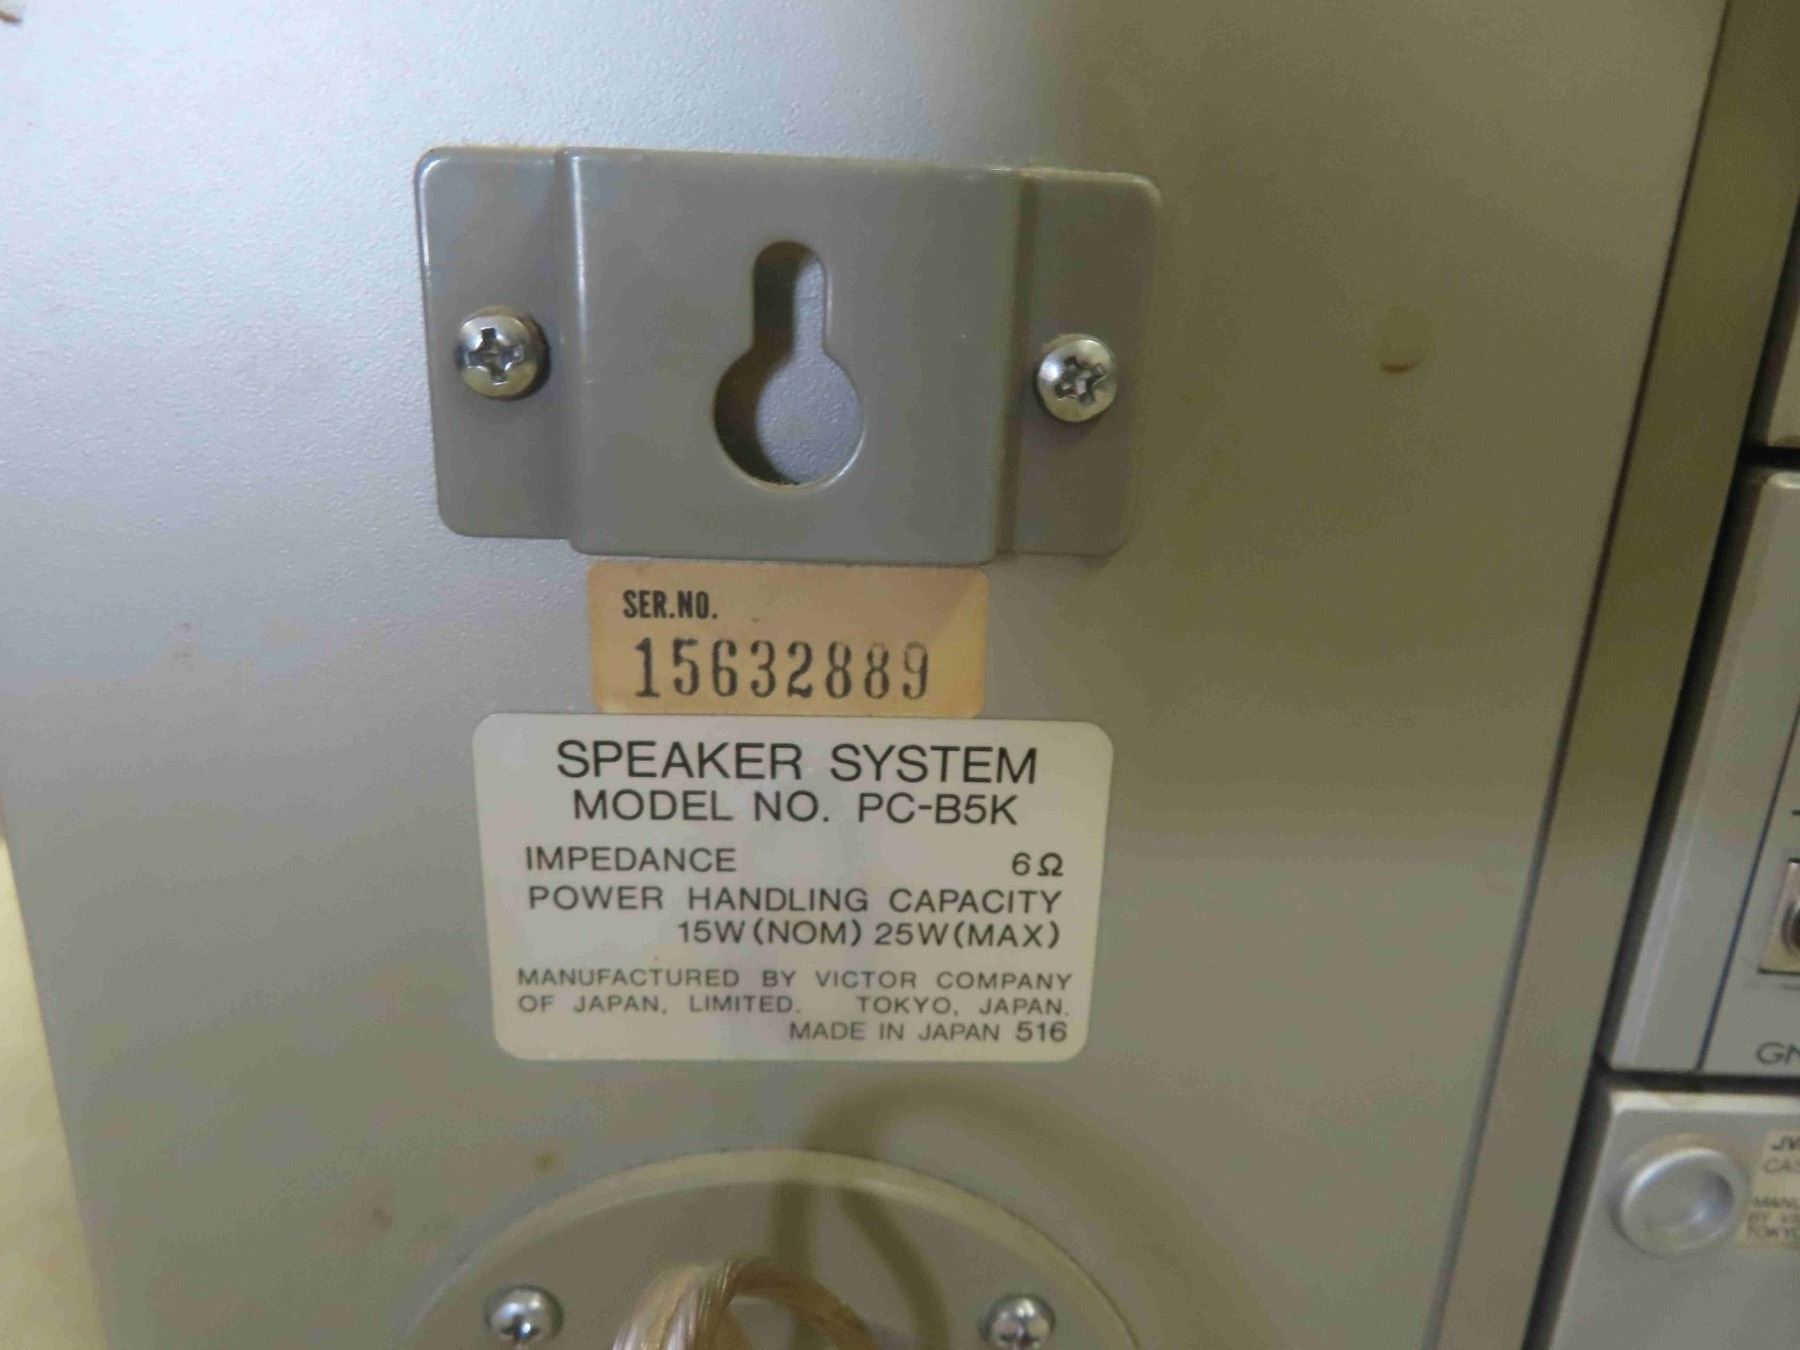 SER.NO.
15632889
SPEAKER SYSTEM
MODEL NO. PC-B5K
IMPEDANCE 6Ω
POWER HANDLING CAPACITY
15W(NOM) 25W(MAX)
MANUFACTURED BY VICTOR COMPANY
OF JAPAN, LIMITED. TOKYO, JAPAN.
MADE IN JAPAN 516